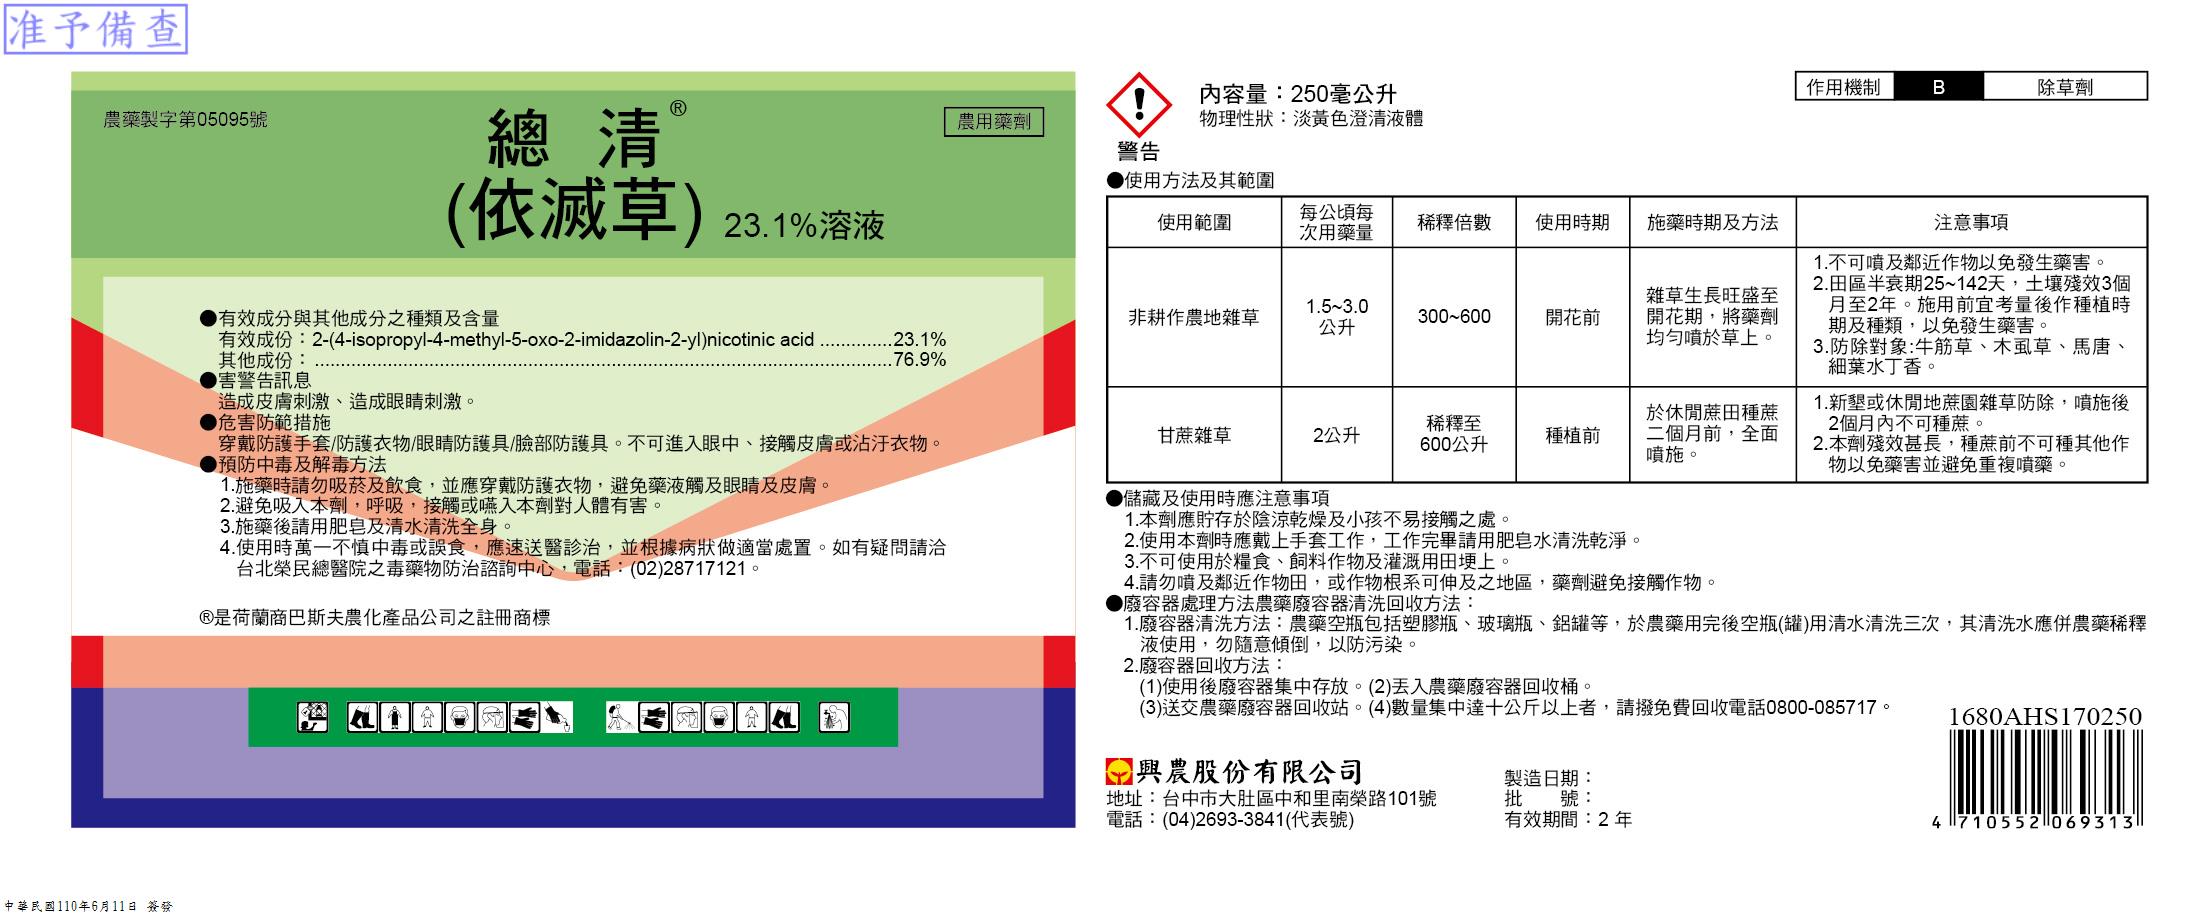 准予備查
農藥製字第05095號
總 清®
農用藥劑
(依滅草) 23.1%溶液
●有效成分與其他成分之種類及含量
有效成份：2-(4-isopropyl-4-methyl-5-oxo-2-imidazolin-2-yl)nicotinic acid ..............23.1%
其他成份：................................................................................................................76.9%
●害警告訊息
造成皮膚刺激、造成眼睛刺激。
●危害防範措施
穿戴防護手套/防護衣物/眼睛防護具/臉部防護具。不可進入眼中、接觸皮膚或沾汙衣物。
●預防中毒及解毒方法
1.施藥時請勿吸菸及飲食，並應穿戴防護衣物，避免藥液觸及眼睛及皮膚。
2.避免吸入本劑，呼吸，接觸或嚥入本劑對人體有害。
3.施藥後請用肥皂及清水清洗全身。
4.使用時萬一不慎中毒或誤食，應速送醫診治，並根據病狀做適當處置。如有疑問請洽
台北榮民總醫院之毒藥物防治諮詢中心，電話：(02)28717121。
®是荷蘭商巴斯夫農化產品公司之註冊商標
警告
內容量：250毫公升
物理性狀：淡黃色澄清液體
作用機制 B 除草劑
●使用方法及其範圍
使用範圍
每公頃每
次用藥量
稀釋倍數
使用時期
施藥時期及方法
注意事項
非耕作農地雜草
1.5~3.0
公升
300~600
開花前
雜草生長旺盛至
開花期，將藥劑
均勻噴於草上。
1.不可噴及鄰近作物以免發生藥害。
2.田區半衰期25~142天，土壤殘效3個
月至2年。施用前宜考量後作種植時
期及種類，以免發生藥害。
3.防除對象:牛筋草、木虱草、馬唐、
細葉水丁香。
甘蔗雜草
2公升
稀釋至
600公升
種植前
於休閒蔗田種蔗
二個月前，全面
噴施。
1.新墾或休閒地蔗園雜草防除，噴施後
2個月內不可種蔗。
2.本劑殘效甚長，種蔗前不可種其他作
物以免藥害並避免重複噴藥。
●儲藏及使用時應注意事項
1.本劑應貯存於陰涼乾燥及小孩不易接觸之處。
2.使用本劑時應戴上手套工作，工作完畢請用肥皂水清洗乾淨。
3.不可使用於糧食、飼料作物及灌溉用田埂上。
4.請勿噴及鄰近作物田，或作物根系可伸及之地區，藥劑避免接觸作物。
●廢容器處理方法農藥廢容器清洗回收方法：
1.廢容器清洗方法：農藥空瓶包括塑膠瓶、玻璃瓶、鋁罐等，於農藥用完後空瓶(罐)用清水清洗三次，其清洗水應併農藥稀釋
液使用，勿隨意傾倒，以防污染。
2.廢容器回收方法：
(1)使用後廢容器集中存放。(2)丟入農藥廢容器回收桶。
(3)送交農藥廢容器回收站。(4)數量集中達十公斤以上者，請撥免費回收電話0800-085717。
興農股份有限公司
地址：台中市大肚區中和里南榮路101號
電話：(04)2693-3841(代表號)
製造日期：
批　　號：
有效期間：2 年
1680AHS170250
4 710552 069313
中華民國110年6月11日 簽發